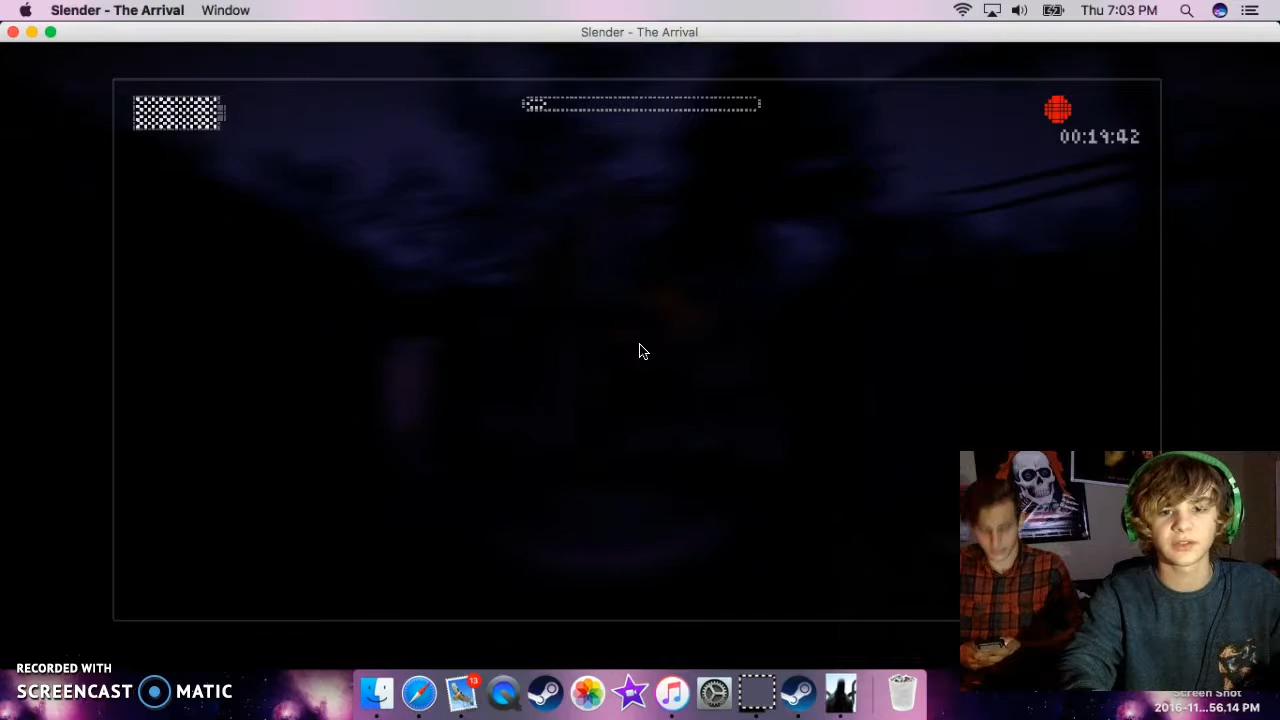 Slender - The Arrival Window Thu 7:03 PM
Slender - The Arrival
00:19:42
13
RECORDED WITH
SCREENCAST MATIC
Screen Shot
2016-11...56.14 PM